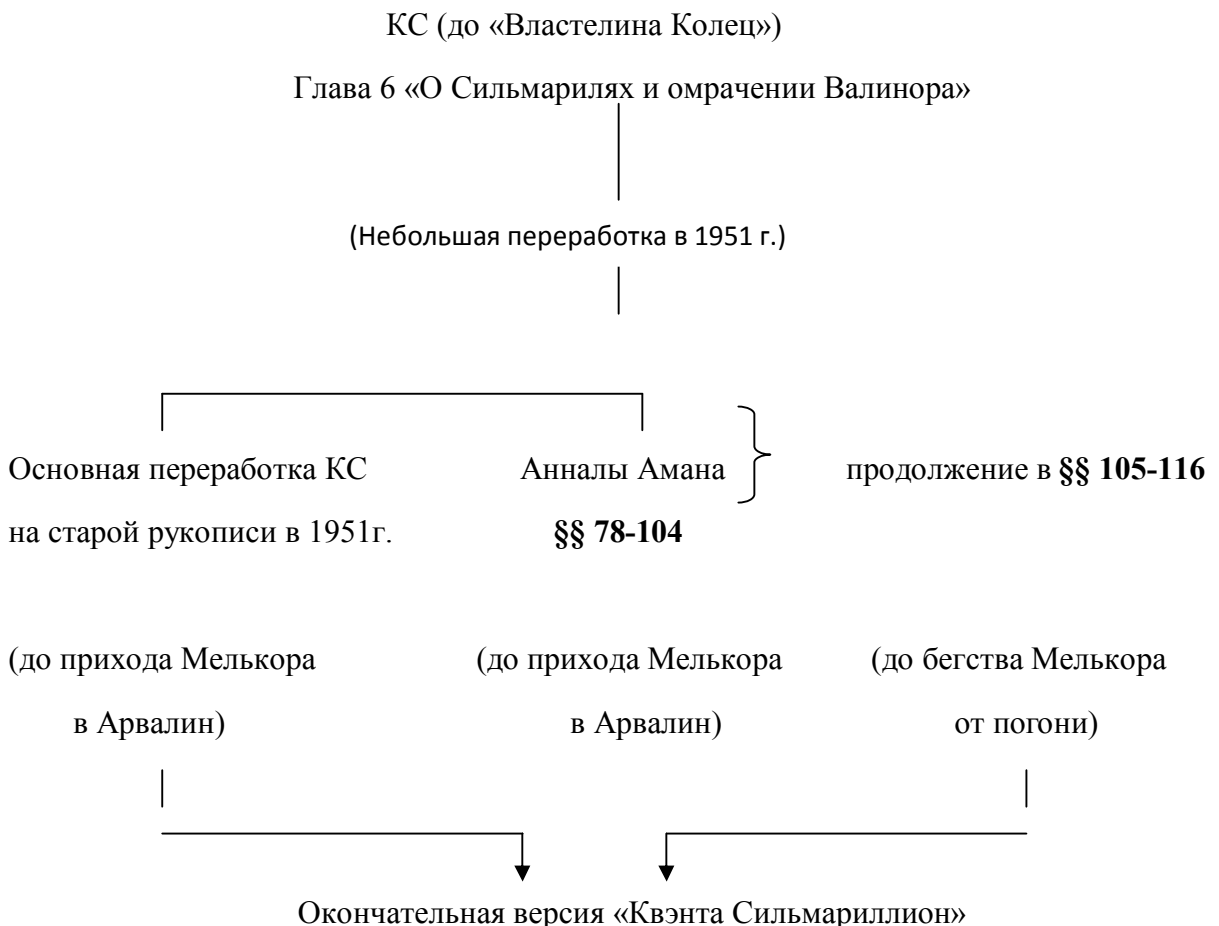 КС (до «Властелина Колец»)
Глава 6 «О Сильмарилях и омрачении Валинора»
(Небольшая переработка в 1951 г.)
Основная переработка КС Анналы Амана продолжение в §§ 105-116
на старой рукописи в 1951г. §§ 78-104
(до прихода Мелькора (до прихода Мелькора (до бегства Мелькора
в Арвалин) в Арвалин) от погони)
Окончательная версия «Квэнта Сильмариллион»